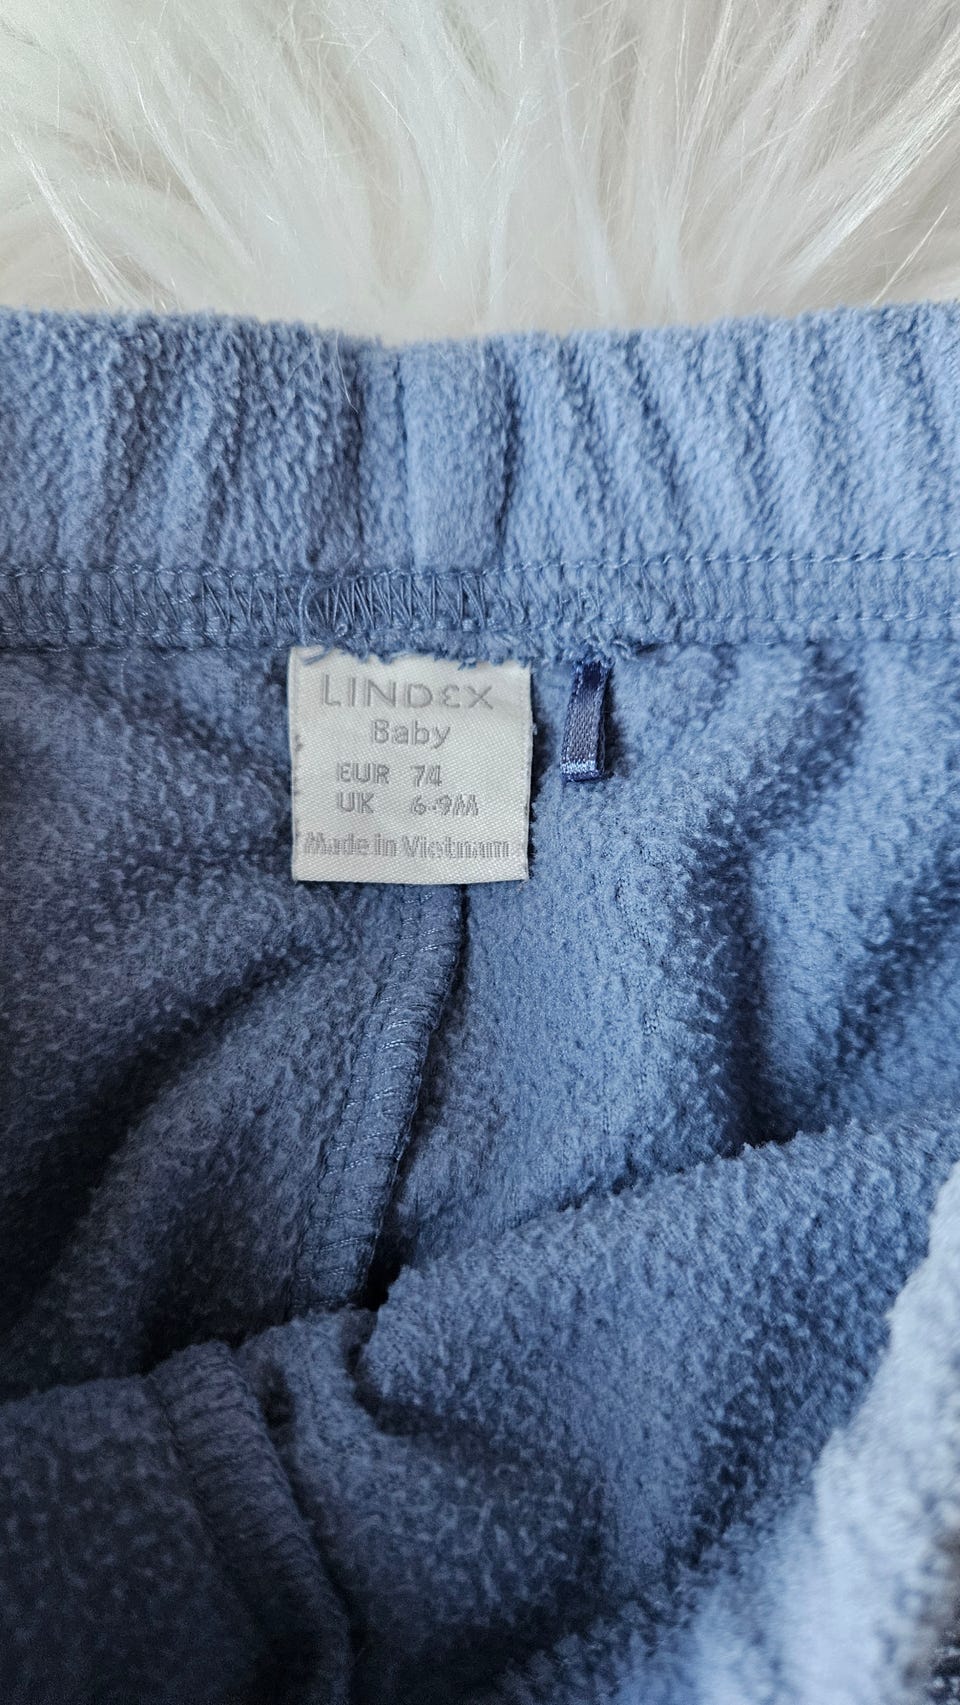 LINDEX
Baby
EUR 74
UK 6-9M
Made in Vietnam